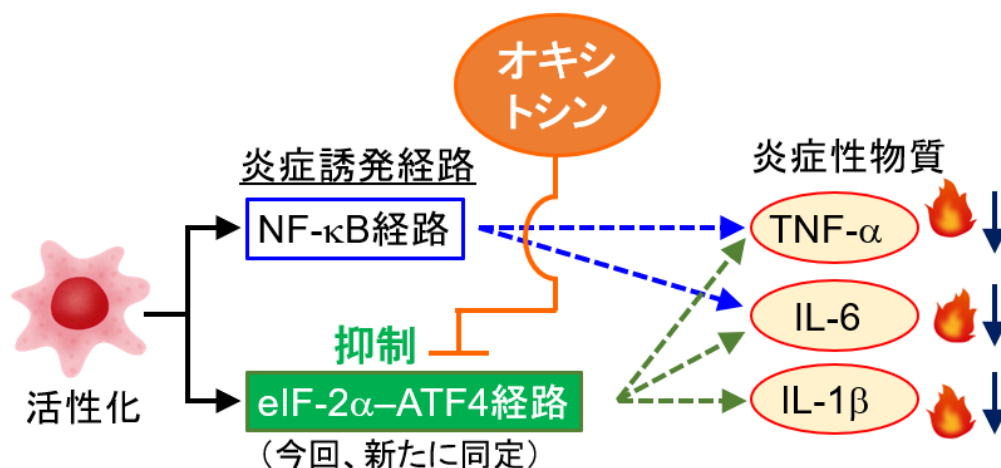 オキシ
トシン
炎症誘発経路
炎症性物質
NF-κB経路
TNF-α
IL-6
抑制
活性化
eIF-2α–ATF4経路
IL-1β
（今回、新たに同定）